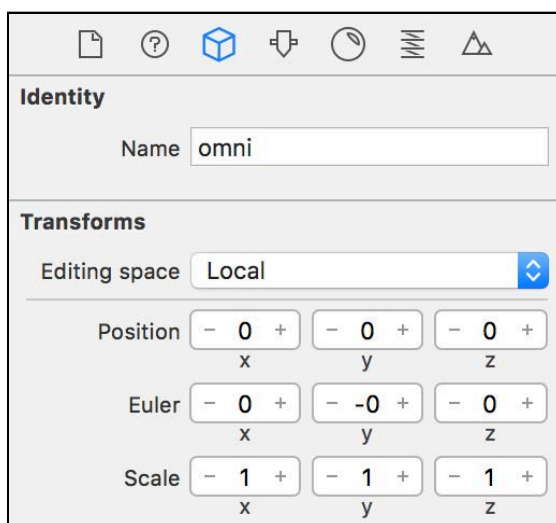 Identity
Name omni
Transforms
Editing space Local
Position − 0 + − 0 + − 0 +
x y z
Euler − 0 + − -0 + − 0 +
x y z
Scale − 1 + − 1 + − 1 +
x y z